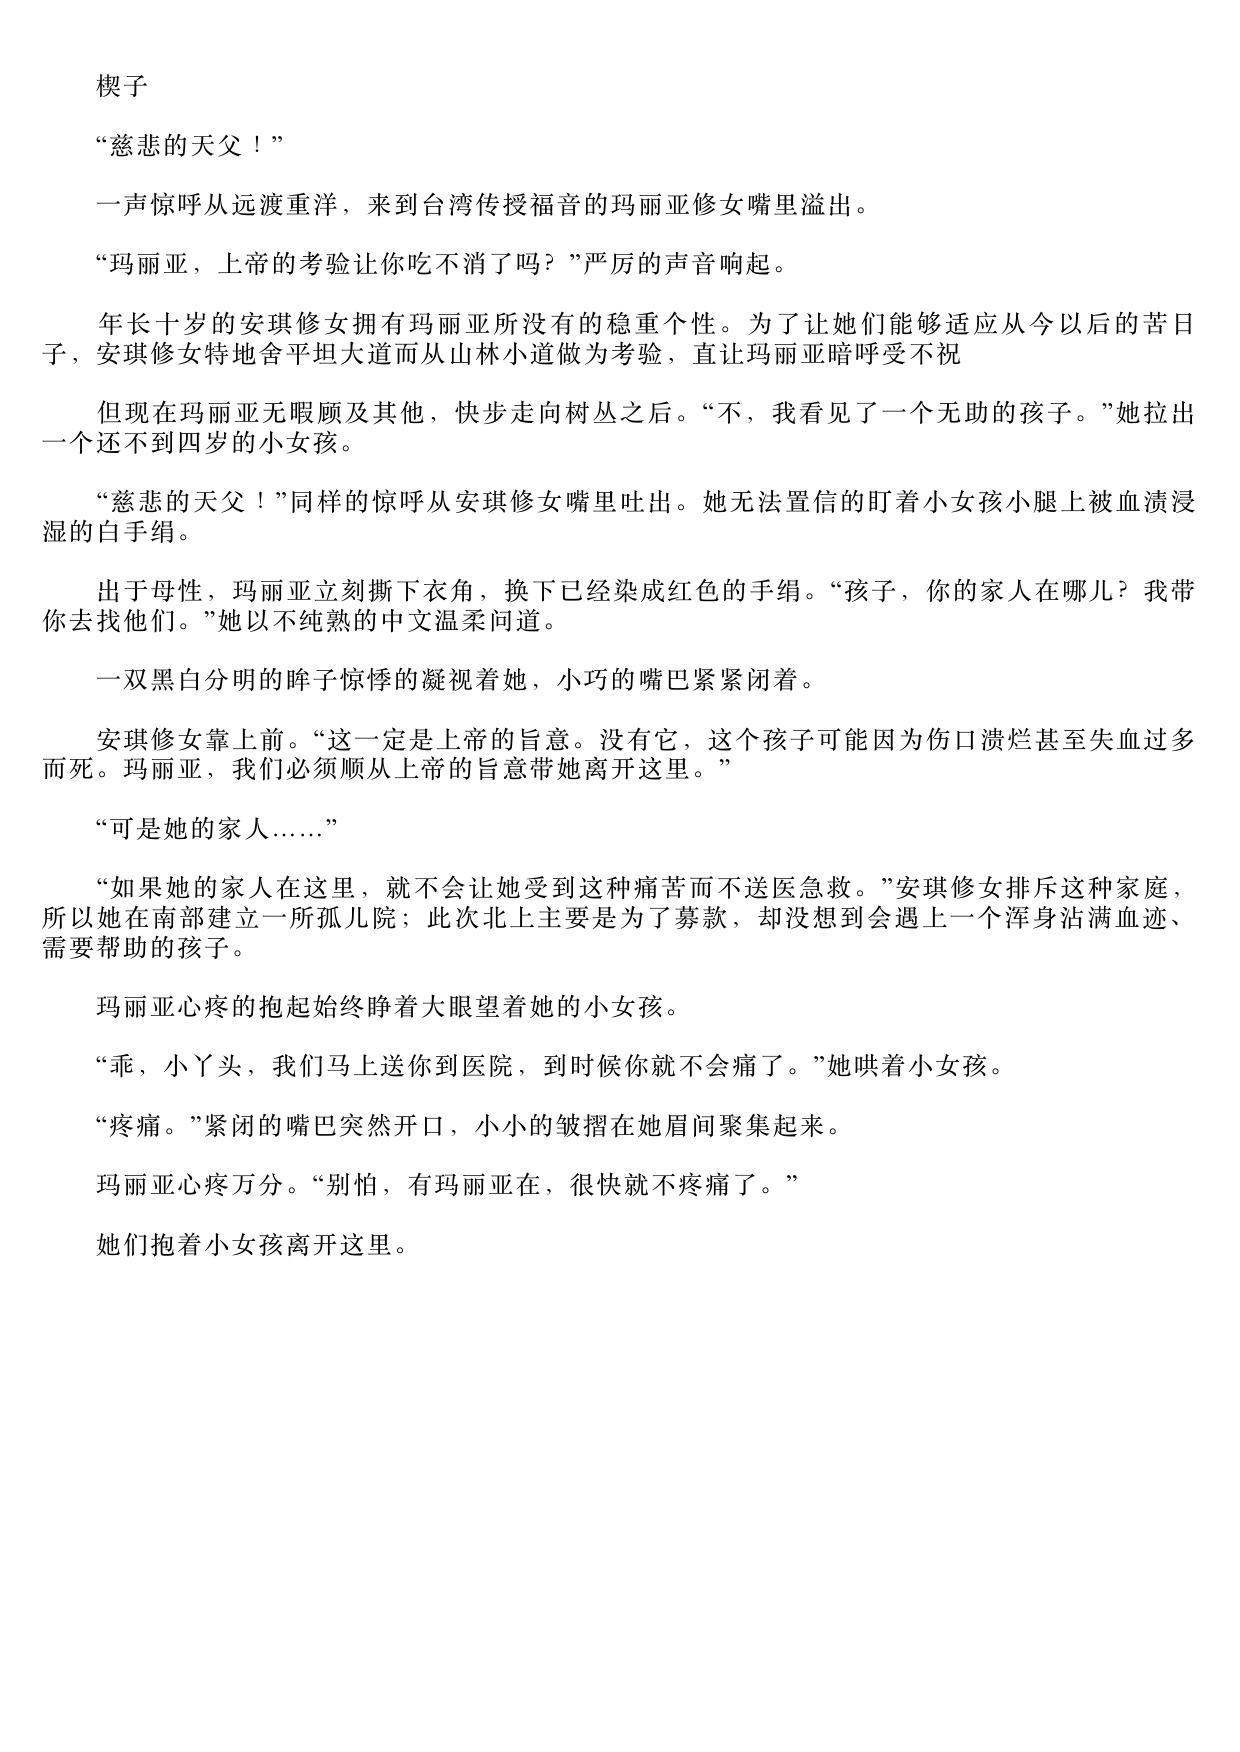 楔子
“慈悲的天父！”
一声惊呼从远渡重洋，来到台湾传授福音的玛丽亚修女嘴里溢出。
“玛丽亚，上帝的考验让你吃不消了吗？”严厉的声音响起。
年长十岁的安琪修女拥有玛丽亚所没有的稳重个性。为了让她们能够适应从今以后的苦日
子，安琪修女特地舍平坦大道而从山林小道做为考验，直让玛丽亚暗呼受不祝
但现在玛丽亚无暇顾及其他，快步走向树丛之后。“不，我看见了一个无助的孩子。”她拉出
一个还不到四岁的小女孩。
“慈悲的天父！”同样的惊呼从安琪修女嘴里吐出。她无法置信的盯着小女孩小腿上被血渍浸
湿的白手绢。
出于母性，玛丽亚立刻撕下衣角，换下已经染成红色的手绢。“孩子，你的家人在哪儿？我带
你去找他们。”她以不纯熟的中文温柔问道。
一双黑白分明的眸子惊悸的凝视着她，小巧的嘴巴紧紧闭着。
安琪修女靠上前。“这一定是上帝的旨意。没有它，这个孩子可能因为伤口溃烂甚至失血过多
而死。玛丽亚，我们必须顺从上帝的旨意带她离开这里。”
“可是她的家人……”
“如果她的家人在这里，就不会让她受到这种痛苦而不送医急救。”安琪修女排斥这种家庭，
所以她在南部建立一所孤儿院；此次北上主要是为了募款，却没想到会遇上一个浑身沾满血迹、
需要帮助的孩子。
玛丽亚心疼的抱起始终睁着大眼望着她的小女孩。
“乖，小丫头，我们马上送你到医院，到时候你就不会痛了。”她哄着小女孩。
“疼痛。”紧闭的嘴巴突然开口，小小的皱摺在她眉间聚集起来。
玛丽亚心疼万分。“别怕，有玛丽亚在，很快就不疼痛了。”
她们抱着小女孩离开这里。